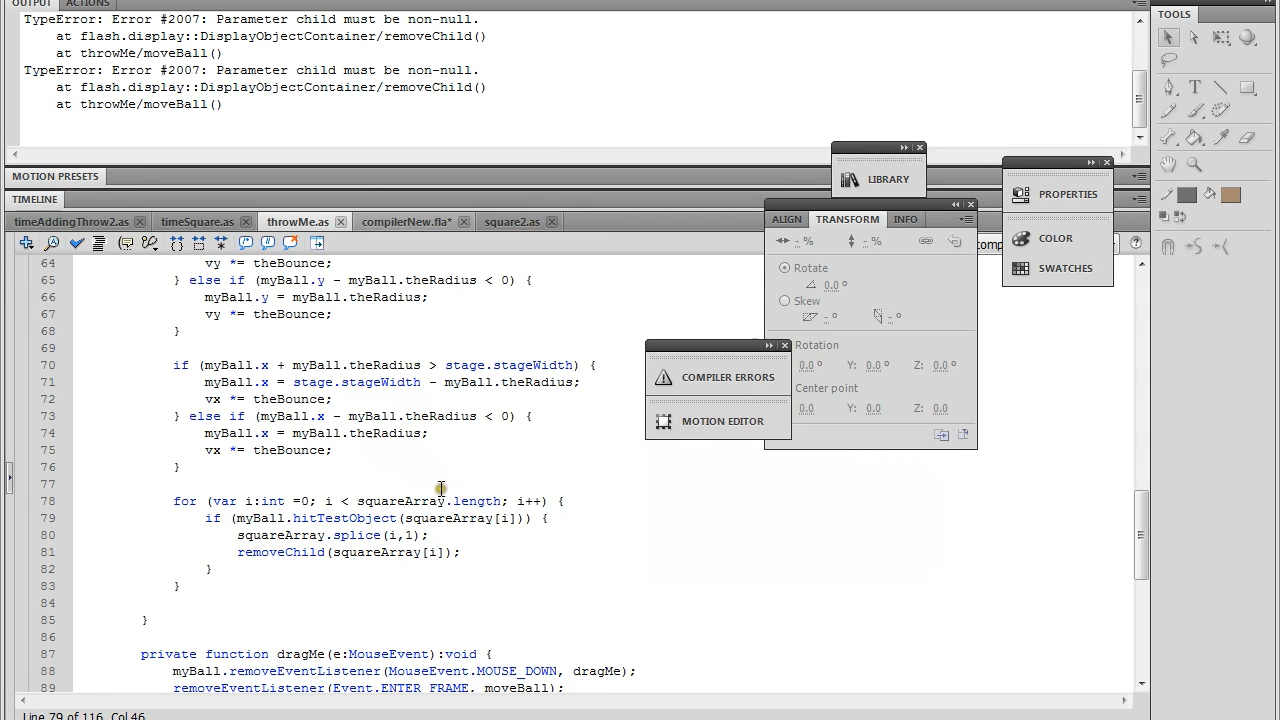 OUTPUT ACTIONS
TypeError: Error #2007: Parameter child must be non-null.
at flash.display::DisplayObjectContainer/removeChild()
at throwMe/moveBall()
TypeError: Error #2007: Parameter child must be non-null.
at flash.display::DisplayObjectContainer/removeChild()
at throwMe/moveBall()
MOTION PRESETS
TIMELINE
timeAddingThrow2.as timeSquare.as throwMe.as compilerNew.fla* square2.as
64 vy *= theBounce;
65 } else if (myBall.y - myBall.theRadius < 0) {
66 myBall.y = myBall.theRadius;
67 vy *= theBounce;
68 }
69
70 if (myBall.x + myBall.theRadius > stage.stageWidth) {
71 myBall.x = stage.stageWidth - myBall.theRadius;
72 vx *= theBounce;
73 } else if (myBall.x - myBall.theRadius < 0) {
74 myBall.x = myBall.theRadius;
75 vx *= theBounce;
76 }
77
78 for (var i:int =0; i < squareArray.length; i++) {
79 if (myBall.hitTestObject(squareArray[i])) {
80 squareArray.splice(i,1);
81 removeChild(squareArray[i]);
82 }
83 }
84
85 }
86
87 private function dragMe(e:MouseEvent):void {
88 myBall.removeEventListener(MouseEvent.MOUSE_DOWN, dragMe);
89 removeEventListener(Event.ENTER_FRAME, moveBall);
Line 79 of 116, Col 46
LIBRARY
ALIGN TRANSFORM INFO
- % - %
Rotate
0.0 °
Skew
- ° - °
Rotation
0.0 ° Y: 0.0 ° Z: 0.0 °
Center point
0.0 Y: 0.0 Z: 0.0
COMPILER ERRORS
MOTION EDITOR
PROPERTIES
COLOR
SWATCHES
TOOLS